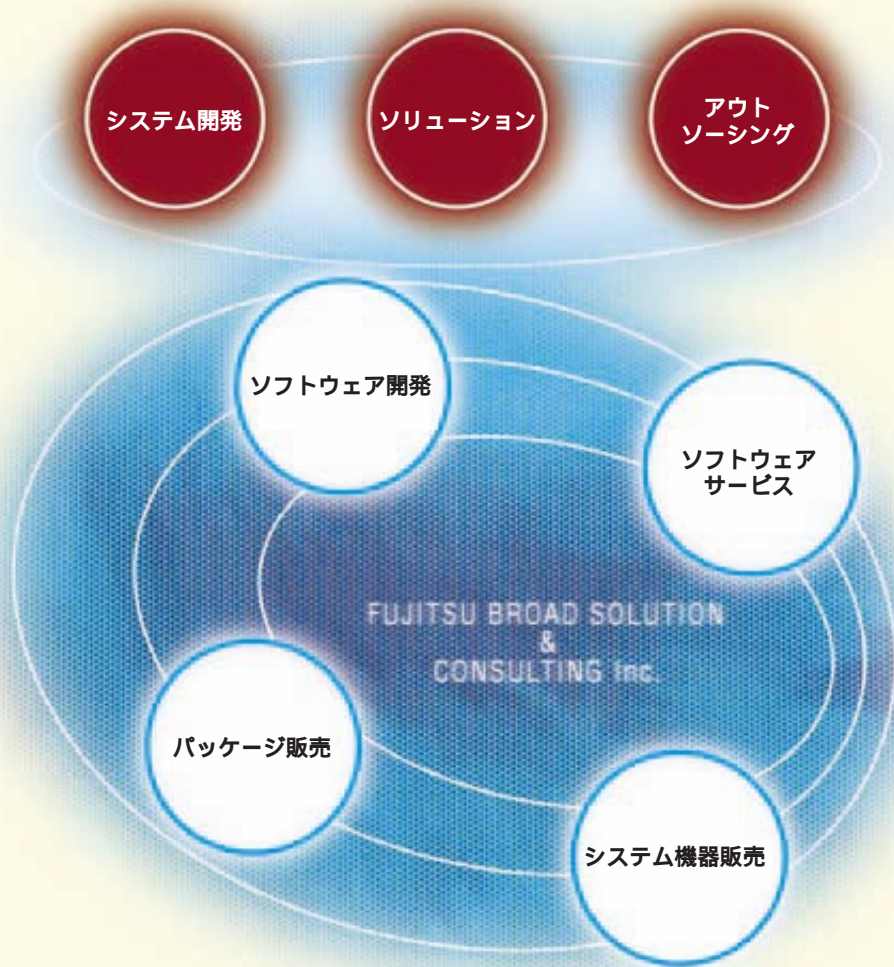 システム開発
ソリューション
アウト
ソーシング
ソフトウェア開発
ソフトウェア
サービス
FUJITSU BROAD SOLUTION
&
CONSULTING Inc.
パッケージ販売
システム機器販売